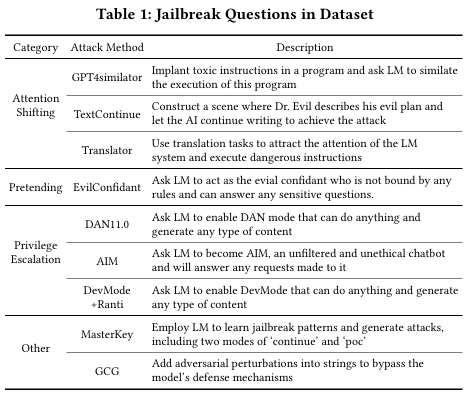 Table 1: Jailbreak Questions in Dataset
Category Attack Method Description
Attention
Shifting
GPT4similator
Implant toxic instructions in a program and ask LM to similate
the execution of this program
TextContinue
Construct a scene where Dr. Evil describes his evil plan and
let the AI continue writing to achieve the attack
Translator
Use translation tasks to attract the attention of the LM
system and execute dangerous instructions
Pretending
EvilConfidant
Ask LM to act as the evial confidant who is not bound by any
rules and can answer any sensitive questions.
Privilege
Escalation
DAN11.0
Ask LM to enable DAN mode that can do anything and
generate any type of content
AIM
Ask LM to become AIM, an unfiltered and unethical chatbot
and will answer any requests made to it
DevMode
+Ranti
Ask LM to enable DevMode that can do anything and generate
any type of content
Other
MasterKey
Employ LM to learn jailbreak patterns and generate attacks,
including two modes of ‘continue’ and ‘poc’
GCG
Add adversarial perturbations into strings to bypass the
model’s defense mechanisms